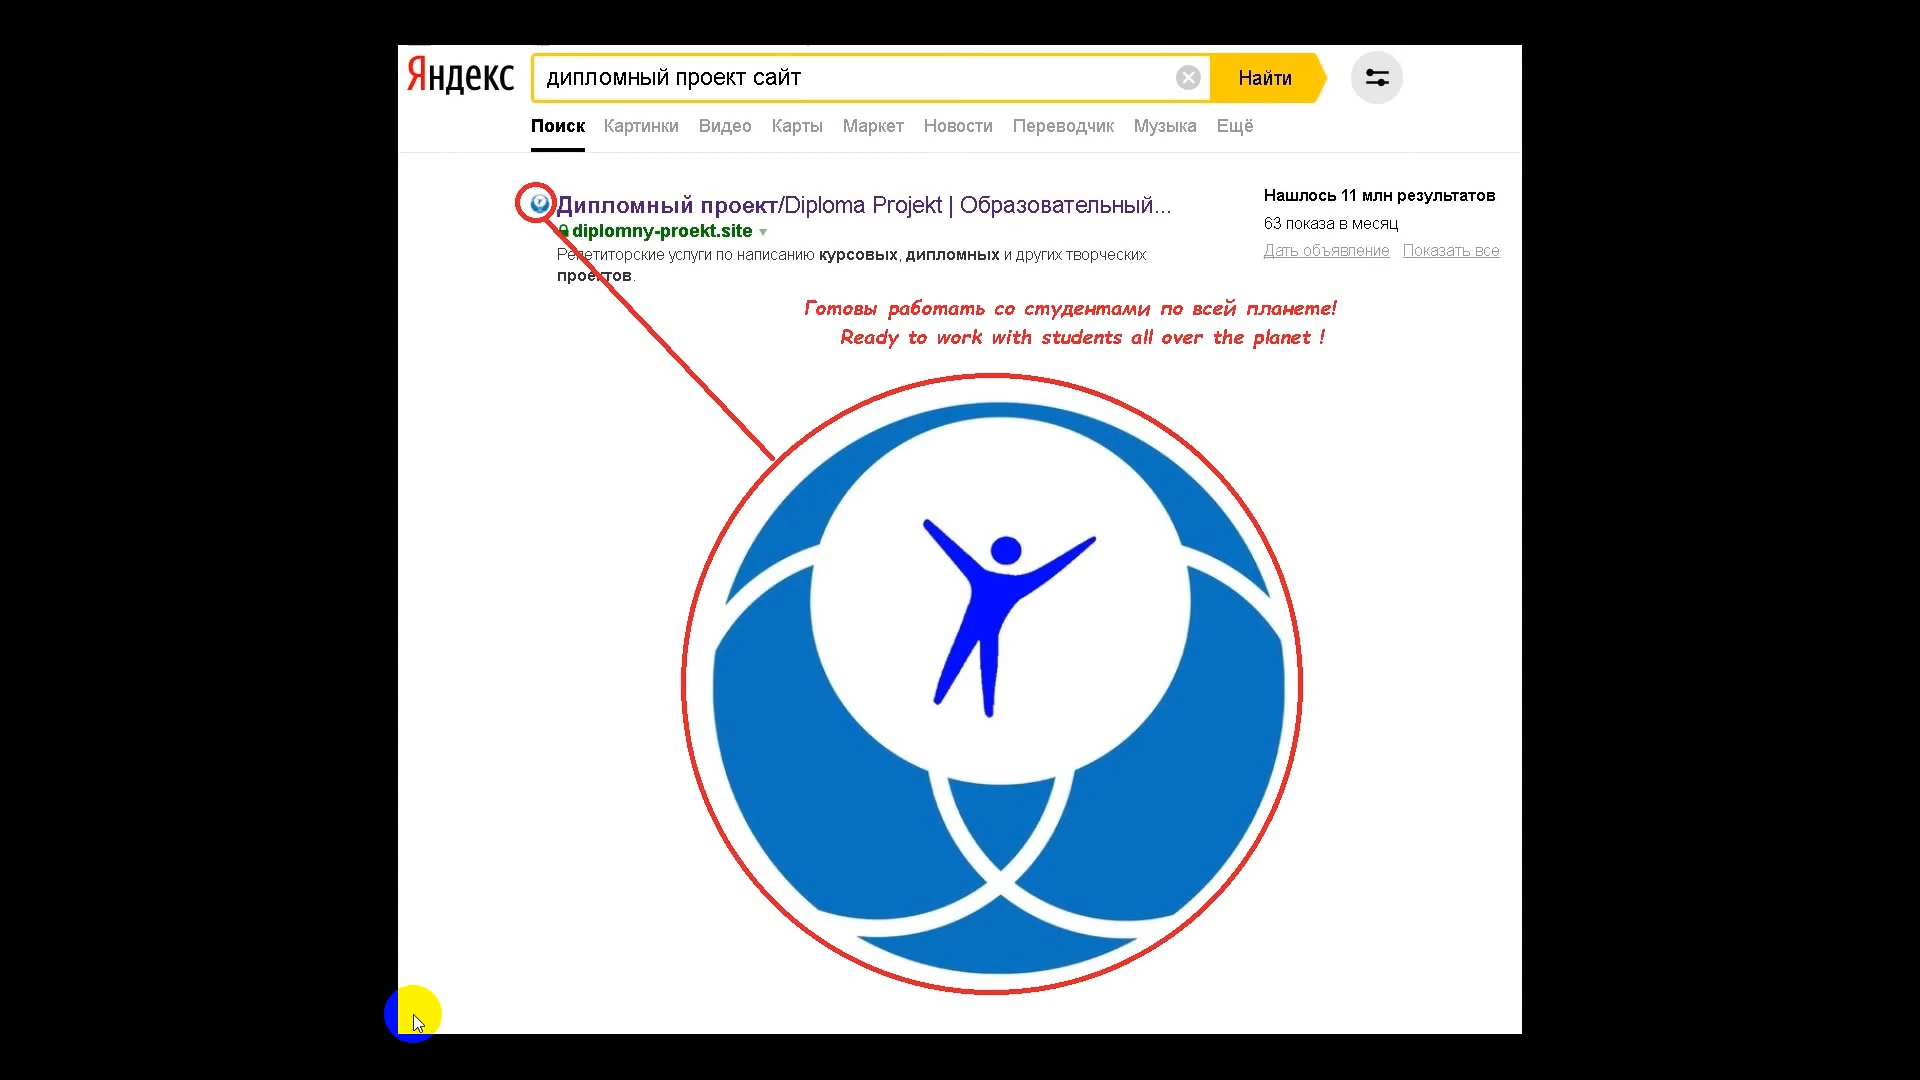 Яндекс
дипломный проект сайт
Найти
Поиск Картинки Видео Карты Маркет Новости Переводчик Музыка Ещё
Дипломный проект/Diploma Projekt | Образовательный...
diplomny-proekt.site
Репетиторские услуги по написанию курсовых, дипломных и других творческих
проектов.
Нашлось 11 млн результатов
63 показа в месяц
Дать объявление Показать все
Готовы работать со студентами по всей планете!
Ready to work with students all over the planet !